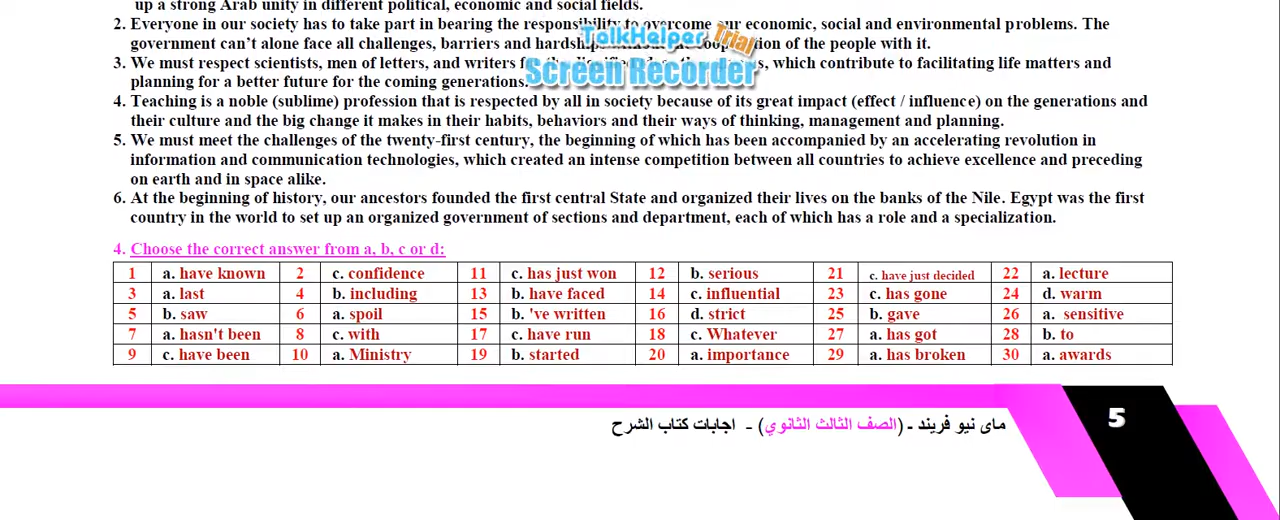 up a strong Arab unity in different political, economic and social fields.
2. Everyone in our society has to take part in bearing the responsibility to overcome our economic, social and environmental problems. The
government can't alone face all challenges, barriers and hardships of the people with it.
TalkHelper Trial
Screen Recorder
3. We must respect scientists, men of letters, and writers which contribute to facilitating life matters and
planning for a better future for the coming generations.
4. Teaching is a noble (sublime) profession that is respected by all in society because of its great impact (effect / influence) on the generations and
their culture and the big change it makes in their habits, behaviors and their ways of thinking, management and planning.
5. We must meet the challenges of the twenty-first century, the beginning of which has been accompanied by an accelerating revolution in
information and communication technologies, which created an intense competition between all countries to achieve excellence and preceding
on earth and in space alike.
6. At the beginning of history, our ancestors founded the first central State and organized their lives on the banks of the Nile. Egypt was the first
country in the world to set up an organized government of sections and department, each of which has a role and a specialization.
4. Choose the correct answer from a, b, c or d:
1 a. have known 2 c. confidence 11 c. has just won 12 b. serious 21 c. have just decided 22 a. lecture
3 a. last 4 b. including 13 b. have faced 14 c. influential 23 c. has gone 24 d. warm
5 b. saw 6 a. spoil 15 b. 've written 16 d. strict 25 b. gave 26 a. sensitive
7 a. hasn't been 8 c. with 17 c. have run 18 c. Whatever 27 a. has got 28 b. to
9 c. have been 10 a. Ministry 19 b. started 20 a. importance 29 a. has broken 30 a. awards
ماى نيو فريند ـ (الصف الثالث الثانوي) ـ اجابات كتاب الشرح
5